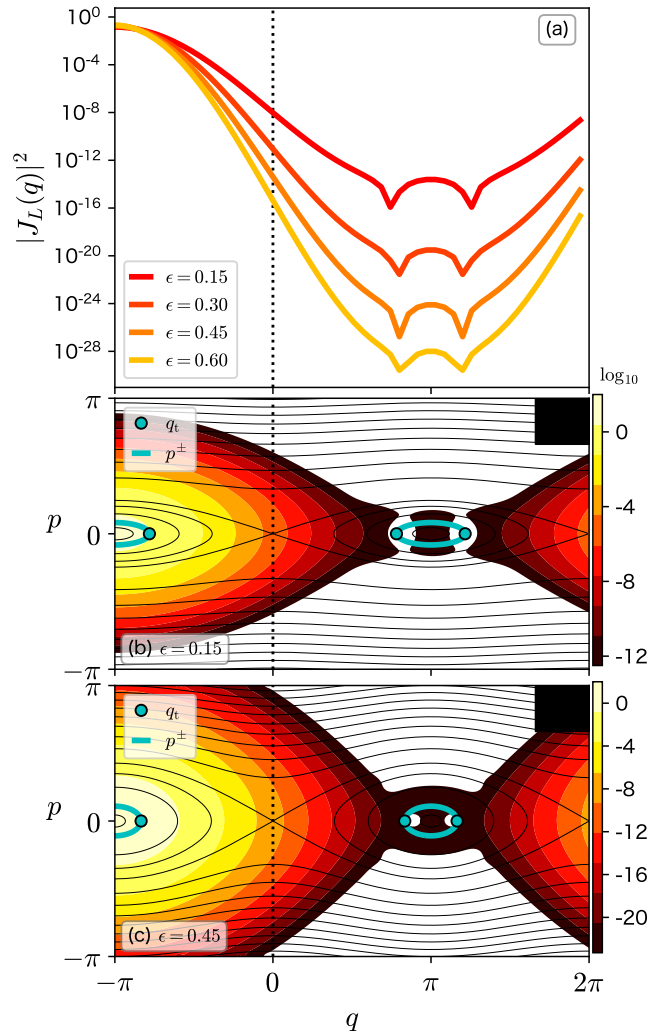 10⁰
10⁻⁴
10⁻⁸
10⁻¹²
10⁻¹⁶
10⁻²⁰
10⁻²⁴
10⁻²⁸
|J_L(q)|²
(a)
ϵ = 0.15
ϵ = 0.30
ϵ = 0.45
ϵ = 0.60
log₁₀
π
0
−π
p
q_t
p^±
(b) ϵ = 0.15
0
-4
-8
-12
π
0
−π
p
q_t
p^±
(c) ϵ = 0.45
0
-4
-8
-12
-16
-20
−π
0
π
2π
q